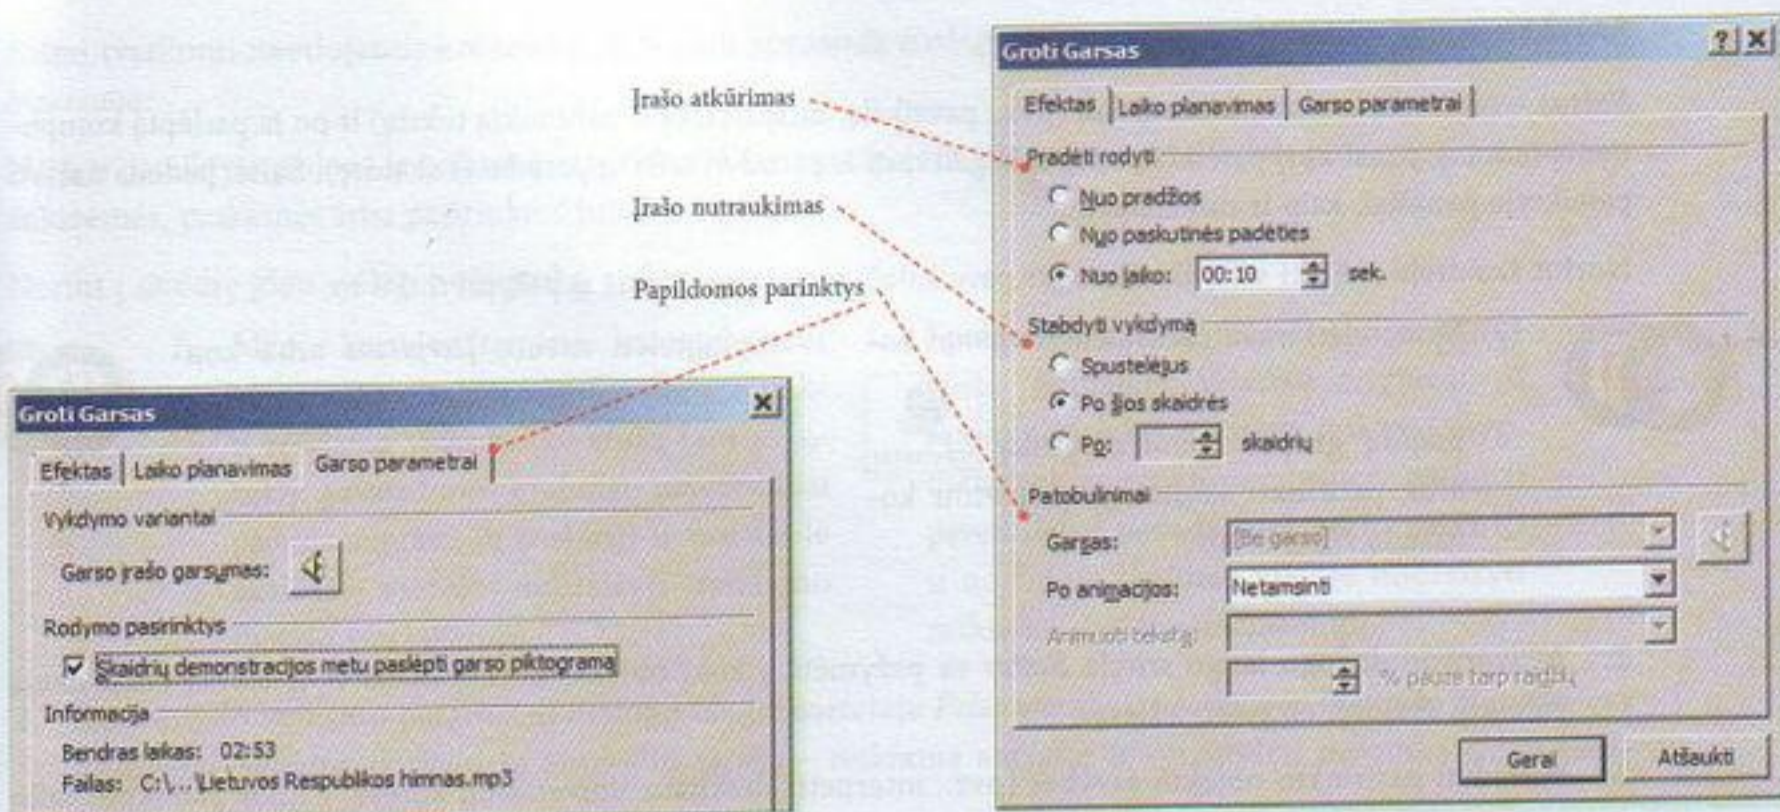 Įrašo atkūrimas
Įrašo nutraukimas
Papildomos parinktys
Groti Garsas
Efektas Laiko planavimas Garso parametrai
Vykdymo variantai
Garso įrašo garsumas:
Rodymo pasirinktys
Skaidrių demonstracijos metu paslėpti garso piktogramą
Informacija
Bendras laikas: 02:53
Failas: C:\...\Lietuvos Respublikos himnas.mp3
Groti Garsas
Efektas Laiko planavimas Garso parametrai
Pradėti rodyti
Nuo pradžios
Nuo paskutinės padėties
Nuo laiko: 00:10 sek.
Stabdyti vykdymą
Spustelėjus
Po šios skaidrės
Po: skaidrių
Patobulinimai
Garsas: [Be garso]
Po animacijos: Netamsinti
Animuoti tekstą:
% pauzė tarp raidžių
Gerai Atšaukti